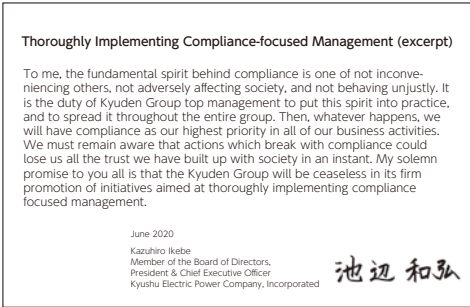 Thoroughly Implementing Compliance-focused Management (excerpt)
To me, the fundamental spirit behind compliance is one of not inconve-
niencing others, not adversely affecting society, and not behaving unjustly. It
is the duty of Kyuden Group top management to put this spirit into practice,
and to spread it throughout the entire group. Then, whatever happens, we
will have compliance as our highest priority in all of our business activities.
We must remain aware that actions which break with compliance could
lose us all the trust we have built up with society in an instant. My solemn
promise to you all is that the Kyuden Group will be ceaseless in its firm
promotion of initiatives aimed at thoroughly implementing compliance
focused management.
June 2020
Kazuhiro Ikebe
Member of the Board of Directors,
President & Chief Executive Officer
Kyushu Electric Power Company, Incorporated
池辺 和弘